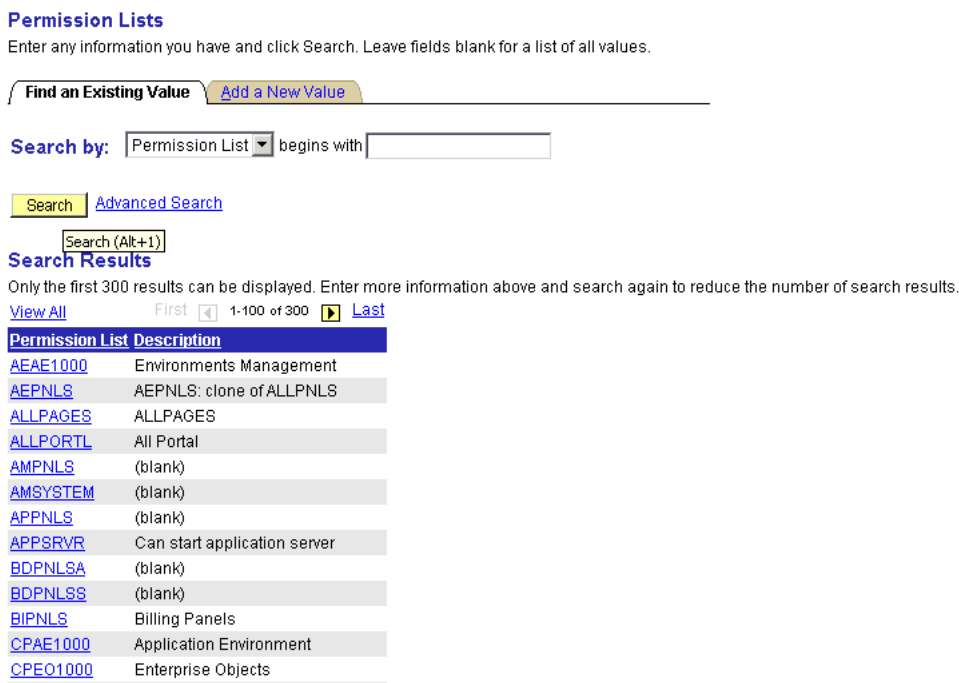 Permission Lists
Enter any information you have and click Search. Leave fields blank for a list of all values.
Find an Existing Value Add a New Value
Search by: Permission List begins with
Search Advanced Search
Search (Alt+1)
Search Results
Only the first 300 results can be displayed. Enter more information above and search again to reduce the number of search results.
View All First 1-100 of 300 Last
Permission List Description
AEAE1000 Environments Management
AEPNLS AEPNLS: clone of ALLPNLS
ALLPAGES ALLPAGES
ALLPORTL All Portal
AMPNLS (blank)
AMSYSTEM (blank)
APPNLS (blank)
APPSRVR Can start application server
BDPNLSA (blank)
BDPNLSS (blank)
BIPNLS Billing Panels
CPAE1000 Application Environment
CPEO1000 Enterprise Objects